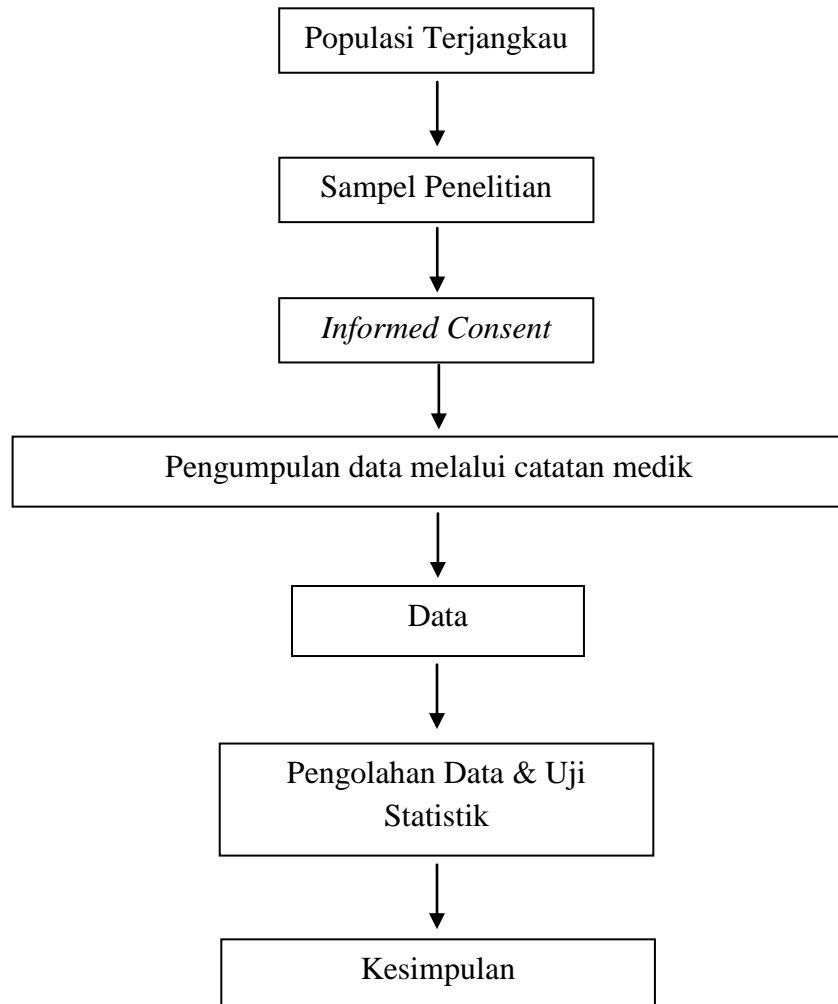 Populasi Terjangkau
Sampel Penelitian
Informed Consent
Pengumpulan data melalui catatan medik
Data
Pengolahan Data & Uji
Statistik
Kesimpulan